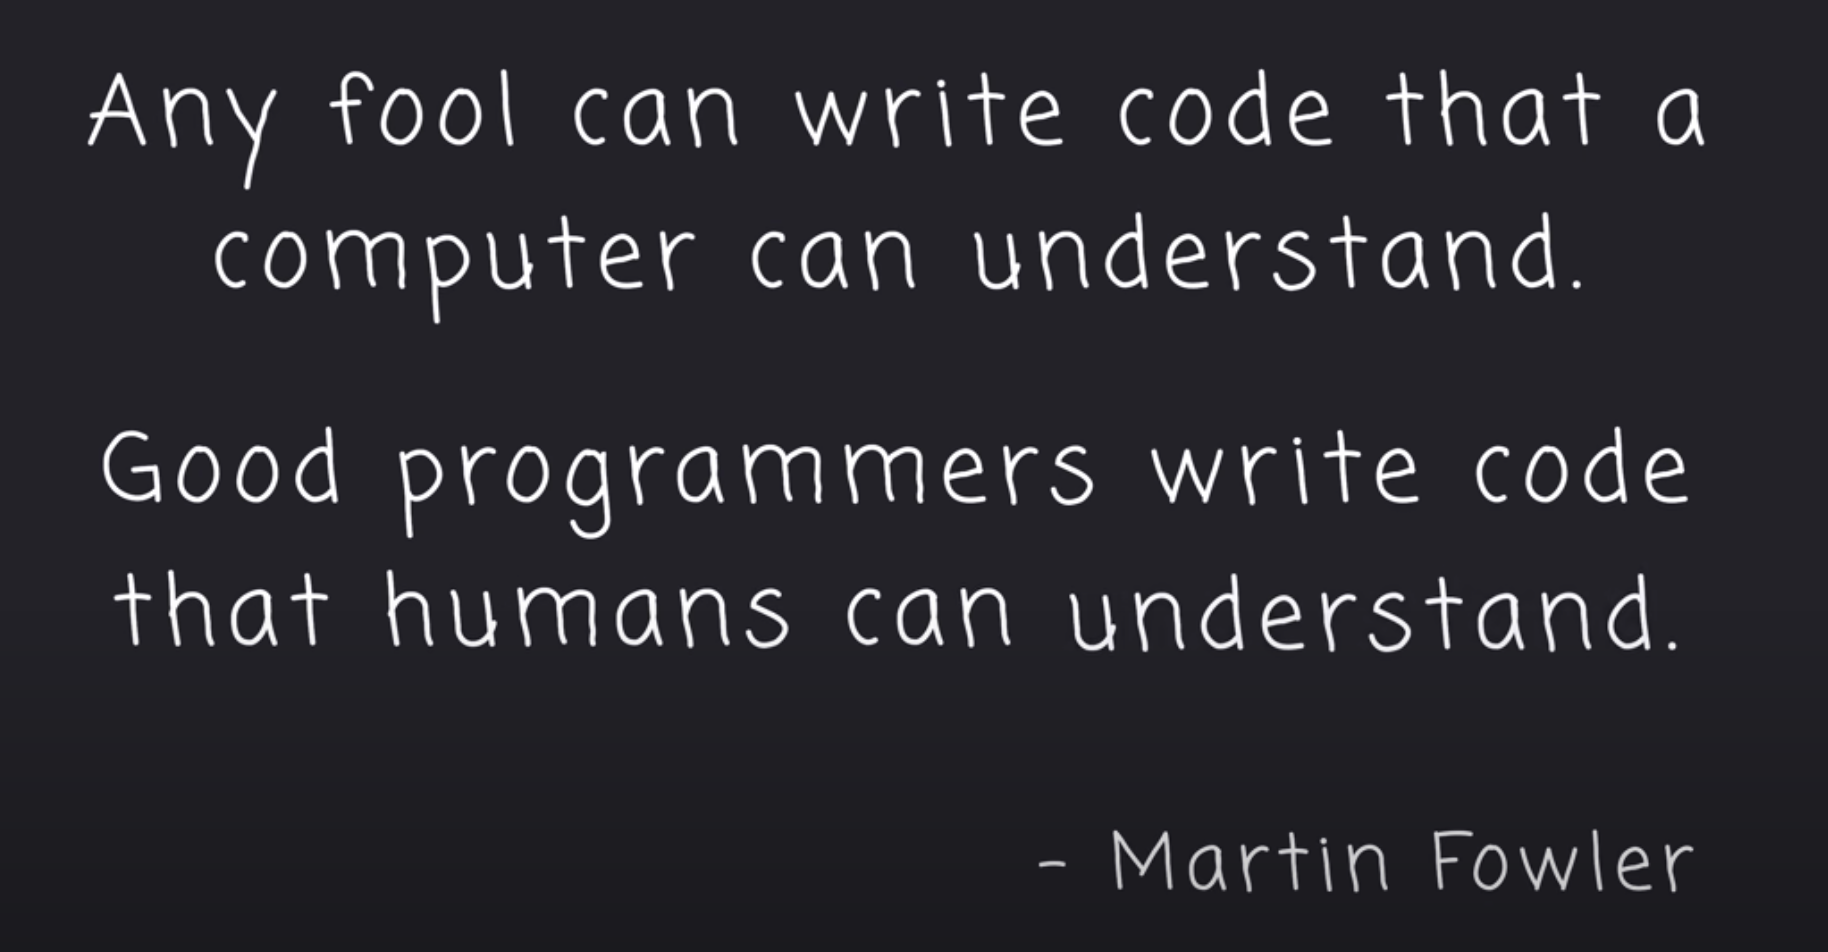 Any fool can write code that a
computer can understand.
Good programmers write code
that humans can understand.
- Martin Fowler